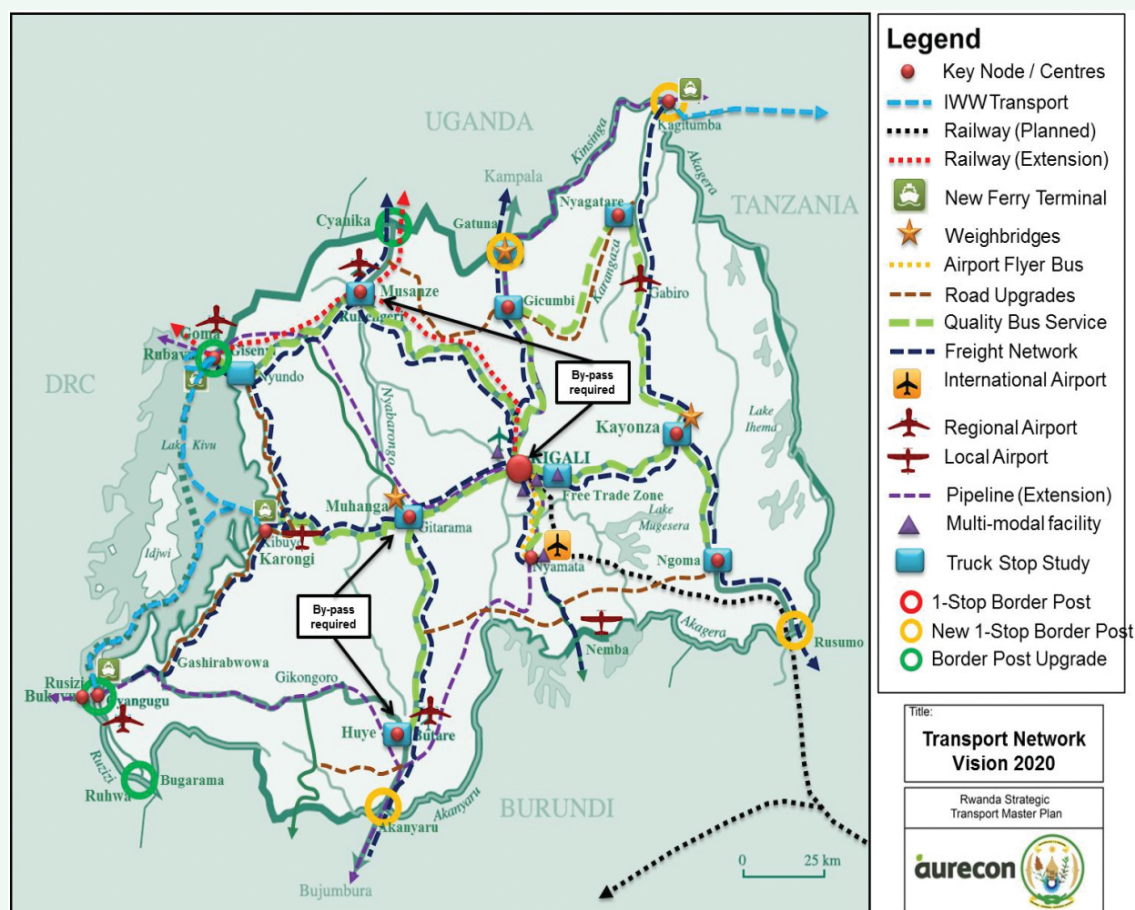 UGANDA
Kinsinga
Kagitumba
Akagera
TANZANIA
Kampala
Nyagatare
Cyanika
Gatuna
Karangaza
Gabiro
Musanze
Ruhengeri
Gicumbi
Goma
Gisenyi
Nyundo
DRC
By-pass
required
Nyabarongo
Lake
Ihema
Kayonza
Lake Kivu
KIGALI
Free Trade Zone
Muhanga
Gitarama
Lake
Mugesera
Idjwi
Kibuye
Karongi
Nyamata
Ngoma
By-pass
required
Akagera
Rusumo
Nemba
Gashirabwowa
Gikongoro
Rusizi
Huye
Butare
Ruzizi
Bugarama
Ruhwa
BURUNDI
Akanyaru
Akanyaru
Bujumbura
0 25 km
Legend
Key Node / Centres
IWW Transport
Railway (Planned)
Railway (Extension)
New Ferry Terminal
Weighbridges
Airport Flyer Bus
Road Upgrades
Quality Bus Service
Freight Network
International Airport
Regional Airport
Local Airport
Pipeline (Extension)
Multi-modal facility
Truck Stop Study
1-Stop Border Post
New 1-Stop Border Post
Border Post Upgrade
Title:
Transport Network
Vision 2020
Rwanda Strategic
Transport Master Plan
aurecon